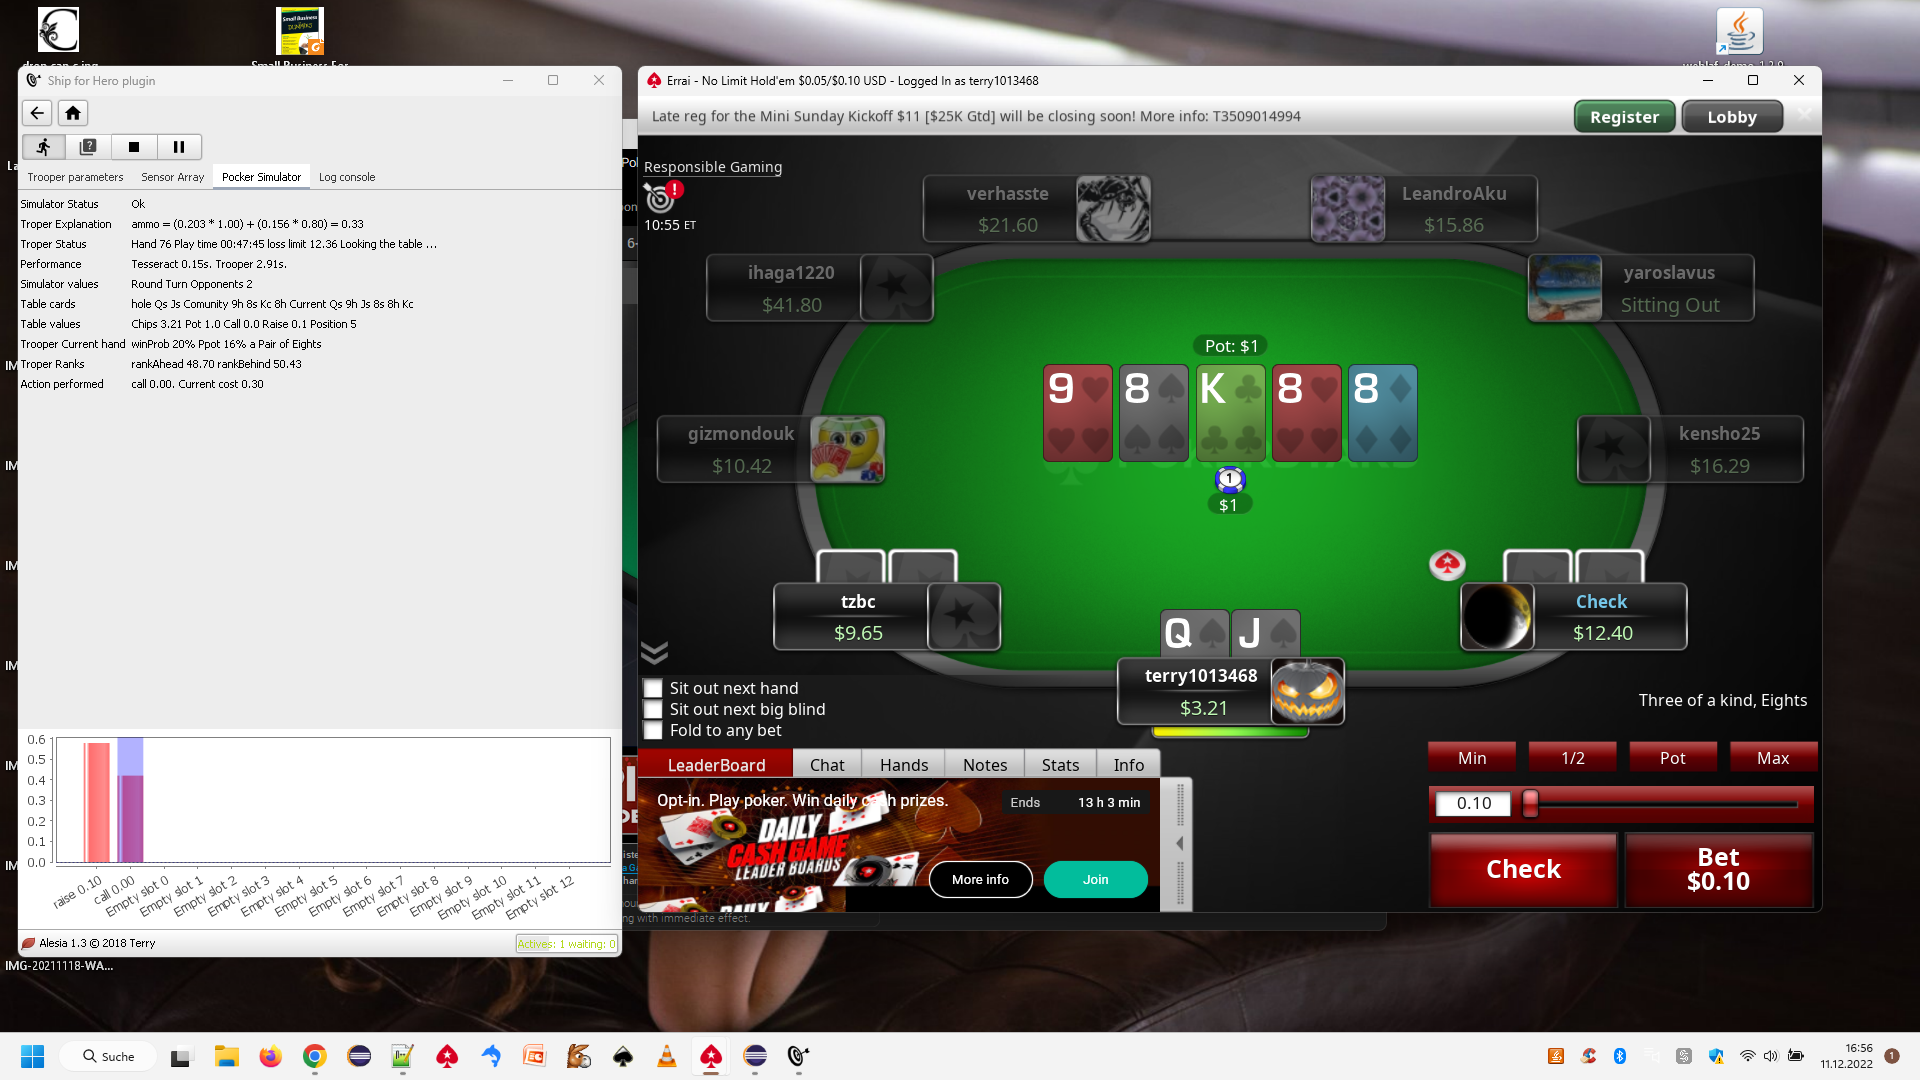 drop cap c.jpg
Small Business For
Ship for Hero plugin
Trooper parameters Sensor Array Pocker Simulator Log console
Simulator Status Ok
Troper Explanation ammo = (0.203 * 1.00) + (0.156 * 0.80) = 0.33
Troper Status Hand 76 Play time 00:47:45 loss limit 12.36 Looking the table ...
Performance Tesseract 0.15s. Trooper 2.91s.
Simulator values Round Turn Opponents 2
Table cards hole Qs Js Comunity 9h 8s Kc 8h Current Qs 9h Js 8s 8h Kc
Table values Chips 3.21 Pot 1.0 Call 0.0 Raise 0.1 Position 5
Trooper Current hand winProb 20% Ppot 16% a Pair of Eights
Troper Ranks rankAhead 48.70 rankBehind 50.43
Action performed call 0.00. Current cost 0.30
0.6
0.5
0.4
0.3
0.2
0.1
0.0
raise 0.10
call 0.00
Empty slot 0
Empty slot 1
Empty slot 2
Empty slot 3
Empty slot 4
Empty slot 5
Empty slot 6
Empty slot 7
Empty slot 8
Empty slot 9
Empty slot 10
Empty slot 11
Empty slot 12
Alesia 1.3 © 2018 Terry
Actives: 1 waiting: 0
IMG-20211118-WA...
Errai - No Limit Hold'em $0.05/$0.10 USD - Logged In as terry1013468
Late reg for the Mini Sunday Kickoff $11 [$25K Gtd] will be closing soon! More info: T3509014994
Register
Lobby
Responsible Gaming
10:55 ET
verhasste
$21.60
LeandroAku
$15.86
ihaga1220
$41.80
yaroslavus
Sitting Out
Pot: $1
9 8 K 8 8
gizmondouk
$10.42
kensho25
$16.29
1
$1
tzbc
$9.65
Check
$12.40
Q J
terry1013468
$3.21
Sit out next hand
Sit out next big blind
Fold to any bet
Three of a kind, Eights
Min 1/2 Pot Max
0.10
Check
Bet
$0.10
LeaderBoard Chat Hands Notes Stats Info
Opt-in. Play poker. Win daily cash prizes.
Ends 13 h 3 min
DAILY
CASH GAME
LEADER BOARDS
More info
Join
DAILY
ng with immediate effect.
Suche
16:56
11.12.2022
1